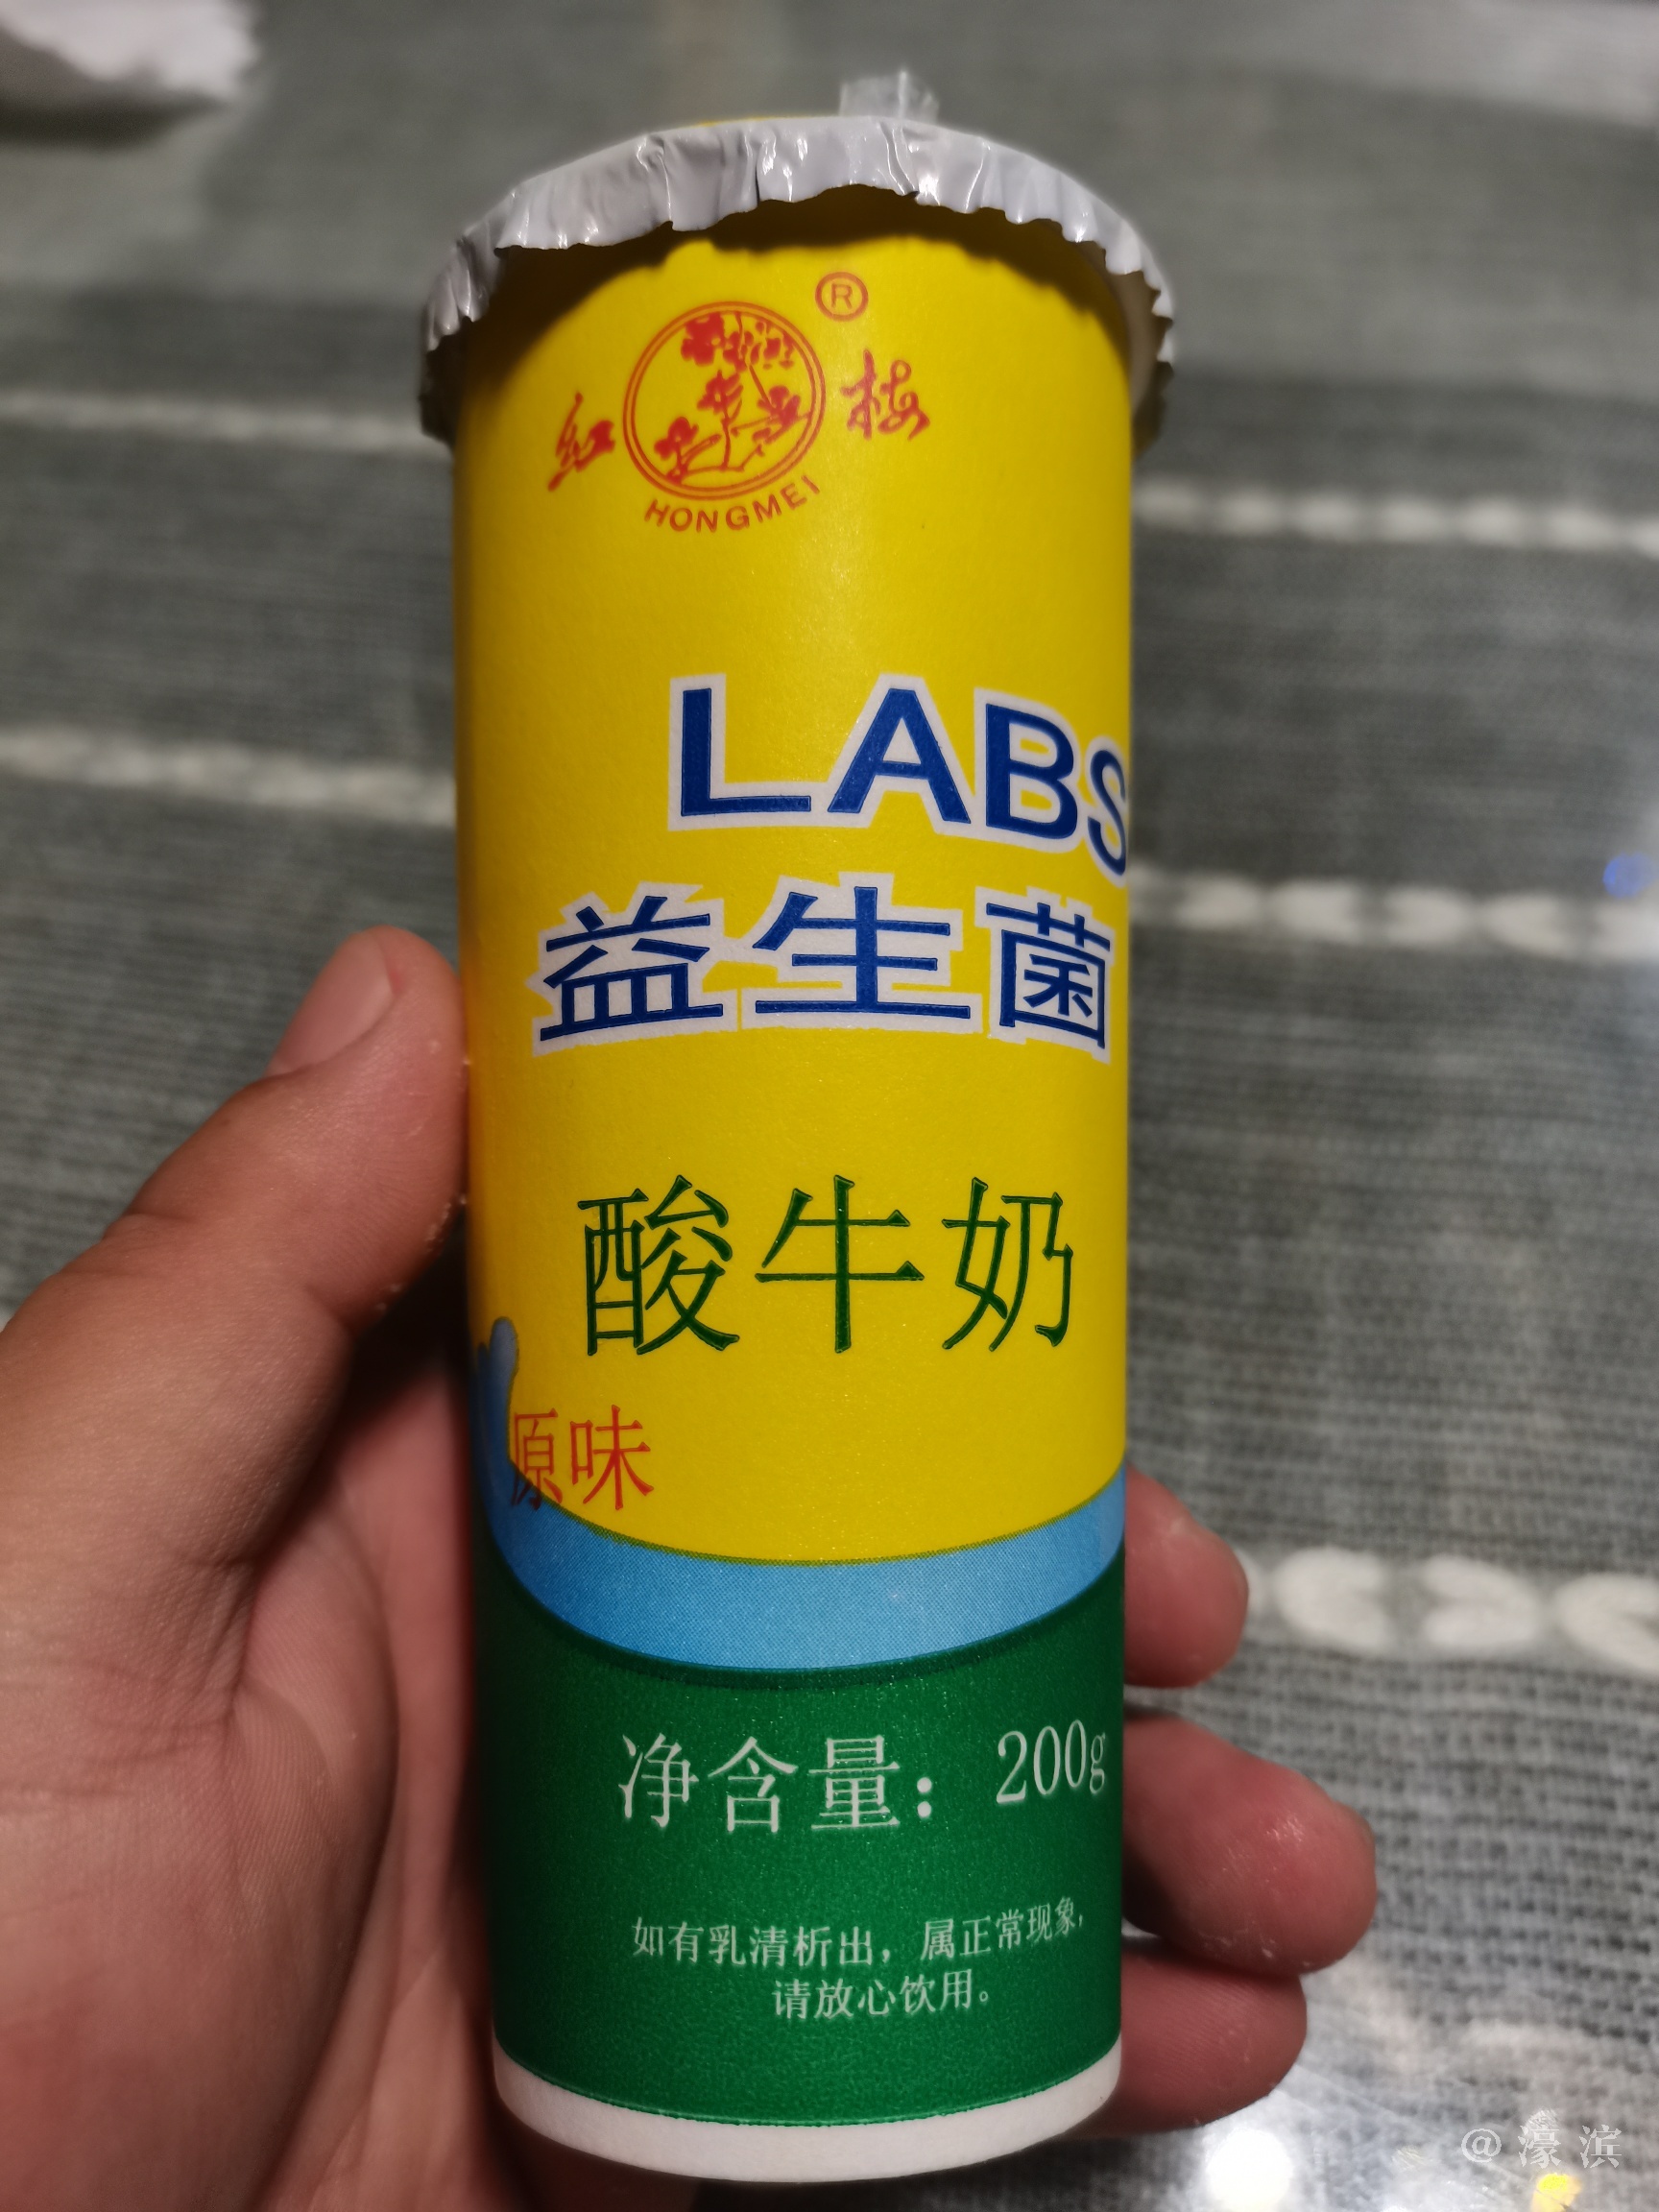 ®
红 梅
HONGMEI
LABS
益生菌
酸牛奶
原味
净含量：200g
如有乳清析出，属正常现象，
请放心饮用。
@濠滨